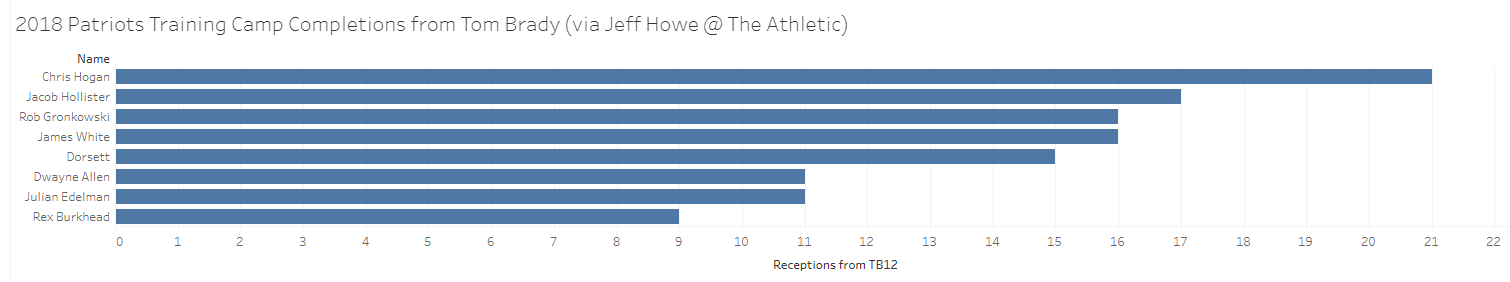 2018 Patriots Training Camp Completions from Tom Brady (via Jeff Howe @ The Athletic)
Name
Chris Hogan
Jacob Hollister
Rob Gronkowski
James White
Dorsett
Dwayne Allen
Julian Edelman
Rex Burkhead
0 1 2 3 4 5 6 7 8 9 10 11 12 13 14 15 16 17 18 19 20 21 22
Receptions from TB12